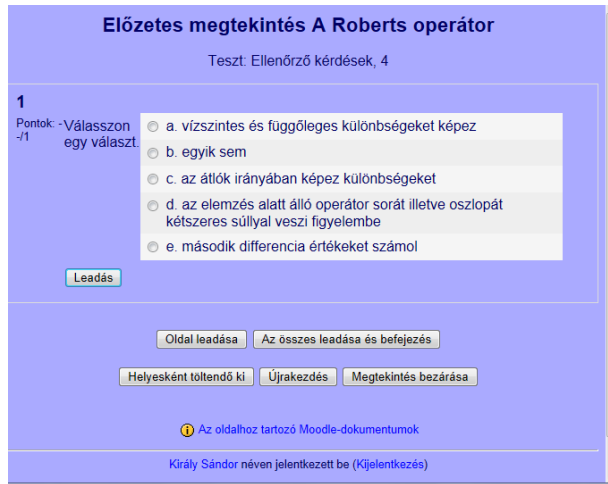 Előzetes megtekintés A Roberts operátor
Teszt: Ellenőrző kérdések, 4
1
Pontok: -
-/1
Válasszon
egy választ.
a. vízszintes és függőleges különbségeket képez
b. egyik sem
c. az átlók irányában képez különbségeket
d. az elemzés alatt álló operátor sorát illetve oszlopát
kétszeres súllyal veszi figyelembe
e. második differencia értékeket számol
Leadás
Oldal leadása Az összes leadása és befejezés
Helyesként töltendő ki Újrakezdés Megtekintés bezárása
Az oldalhoz tartozó Moodle-dokumentumok
Király Sándor néven jelentkezett be (Kijelentkezés)